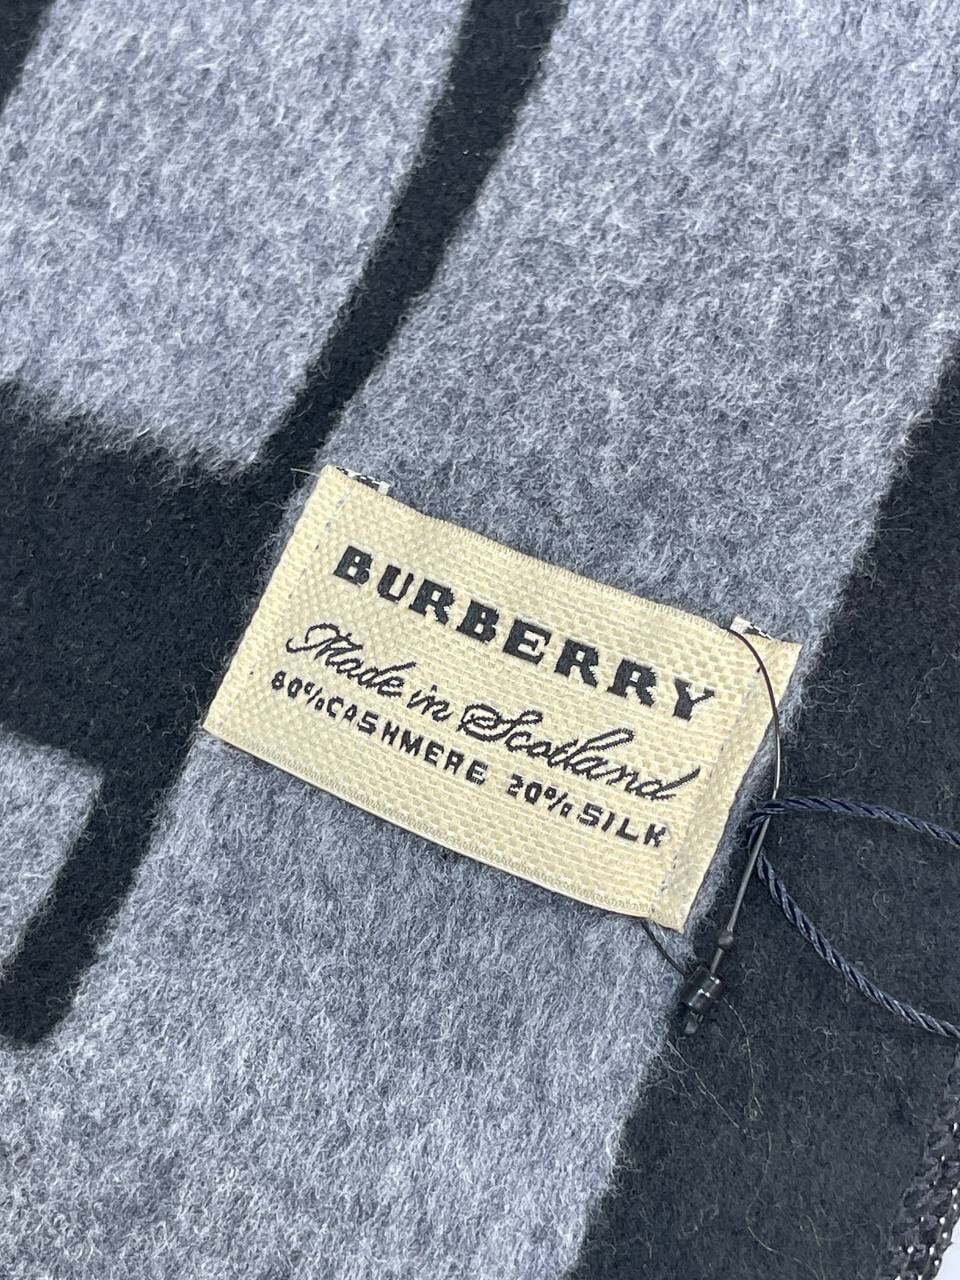 BURBERRY
Made in Scotland
80%CASHMERE 20%SILK